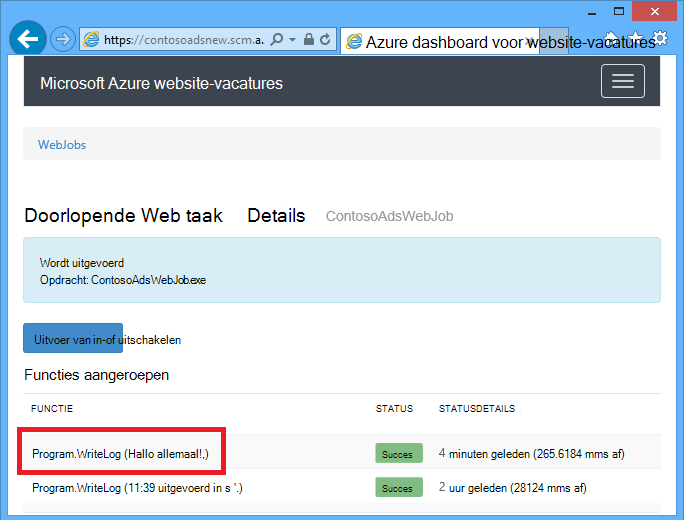 https://contosoadsnew.scm.a.
Azure dashboard voor website-vacatures
Microsoft Azure website-vacatures
WebJobs
Doorlopende Web taak Details ContosoAdsWebJob
Wordt uitgevoerd
Opdracht: ContosoAdsWebJob.exe
Uitvoer van in-of uitschakelen
Functies aangeroepen
FUNCTIE STATUS STATUSDETAILS
Program.WriteLog (Hallo allemaal!,) Succes 4 minuten geleden (265.6184 mms af)
Program.WriteLog (11:39 uitgevoerd in s '.) Succes 2 uur geleden (28124 mms af)